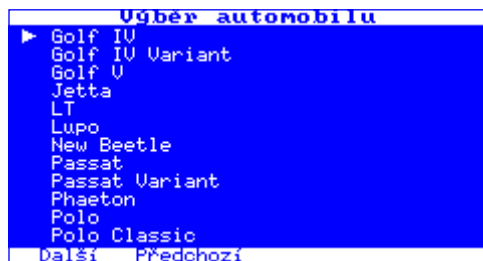 Výběr automobilu
Golf IV
Golf IV Variant
Golf V
Jetta
LT
Lupo
New Beetle
Passat
Passat Variant
Phaeton
Polo
Polo Classic
Další Předchozí